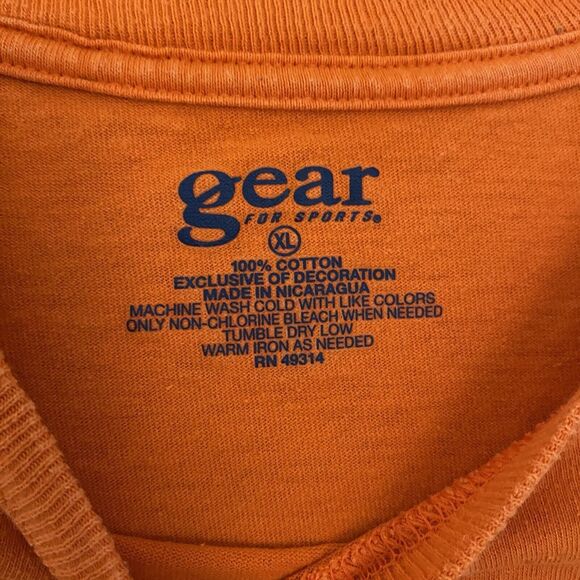 gear
FOR SPORTS®
XL
100% COTTON
EXCLUSIVE OF DECORATION
MADE IN NICARAGUA
MACHINE WASH COLD WITH LIKE COLORS
ONLY NON-CHLORINE BLEACH WHEN NEEDED
TUMBLE DRY LOW
WARM IRON AS NEEDED
RN 49314